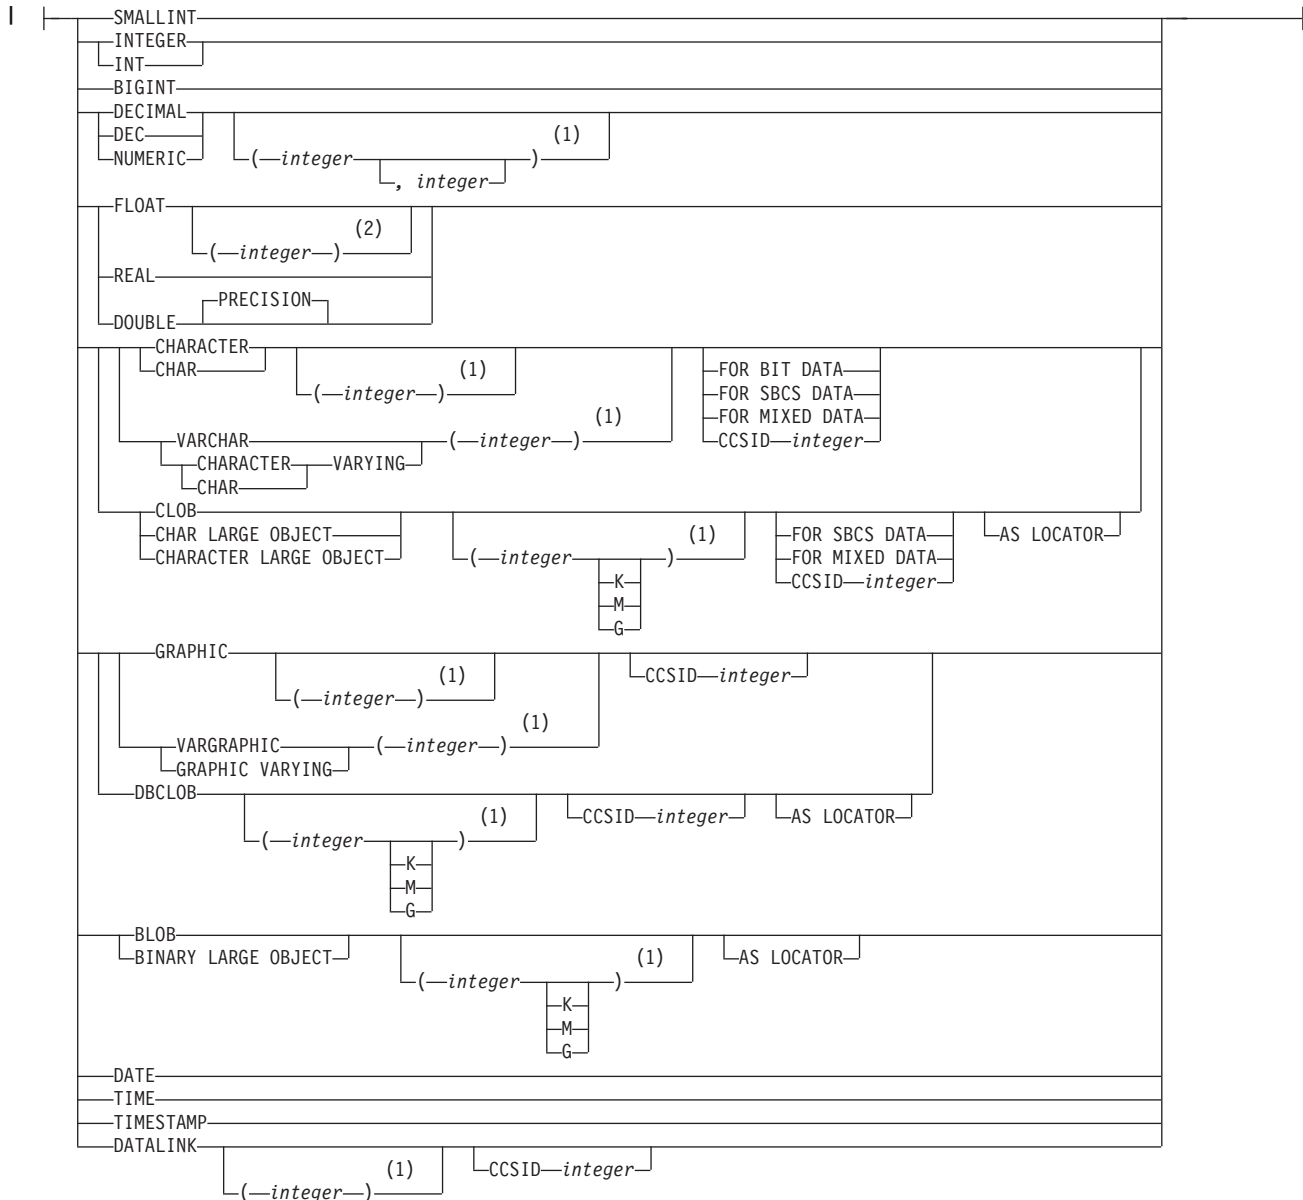 SMALLINT
INTEGER
INT
BIGINT
DECIMAL
DEC (1)
NUMERIC ( integer )
, integer
FLOAT
(2)
( integer )
REAL
PRECISION
DOUBLE
CHARACTER
CHAR (1) FOR BIT DATA
( integer ) FOR SBCS DATA
(1) FOR MIXED DATA
VARCHAR ( integer ) CCSID integer
CHARACTER VARYING
CHAR
CLOB
CHAR LARGE OBJECT (1) FOR SBCS DATA AS LOCATOR
CHARACTER LARGE OBJECT ( integer ) FOR MIXED DATA
K CCSID integer
M
G
GRAPHIC
(1) CCSID integer
( integer )
(1)
VARGRAPHIC ( integer )
GRAPHIC VARYING
DBCLOB
(1) CCSID integer AS LOCATOR
( integer )
K
M
G
BLOB
BINARY LARGE OBJECT (1) AS LOCATOR
( integer )
K
M
G
DATE
TIME
TIMESTAMP
DATALINK
(1) CCSID integer
( integer )